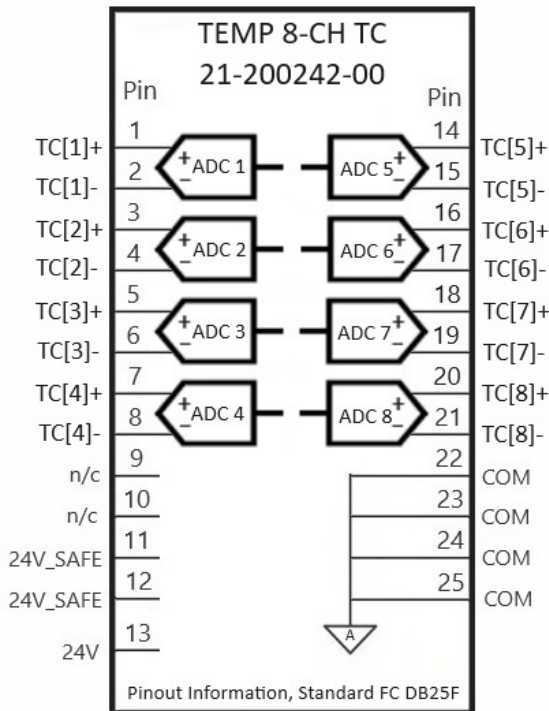 TEMP 8-CH TC
21-200242-00
Pin Pin
TC[1]+ 1 ADC 1 ADC 5 14 TC[5]+
TC[1]- 2 + − + − 15 TC[5]-
TC[2]+ 3 ADC 2 ADC 6 16 TC[6]+
TC[2]- 4 + − + − 17 TC[6]-
TC[3]+ 5 ADC 3 ADC 7 18 TC[7]+
TC[3]- 6 + − + − 19 TC[7]-
TC[4]+ 7 ADC 4 ADC 8 20 TC[8]+
TC[4]- 8 + − + − 21 TC[8]-
n/c 9 22 COM
n/c 10 23 COM
24V_SAFE 11 24 COM
24V_SAFE 12 25 COM
24V 13 A
Pinout Information, Standard FC DB25F